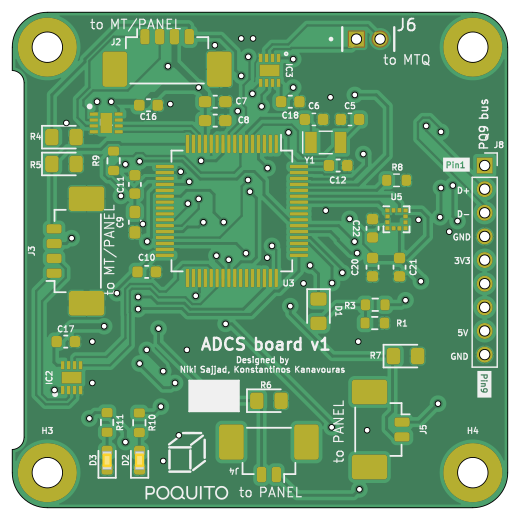 to MT/PANEL
J2
J6
to MTQ
IC3
C16
C7
C8
C18
C6
C5
PQ9 bus
J8
R4
R5
R9
C11
Y1
C12
R8
Pin1
U5
D+
D-
GND
3V3
5V
GND
Pin9
C9
C22
C20
C21
J3
to MT/PANE
C10
U3
R3
D1
R1
C17
ADCS board v1
Designed by
Niki Sajjad, Konstantinos Kanavouras
R7
IC2
R6
H3
R11
R10
D3
D2
J4
to PANEL
J5
H4
POQUITO
to PANEL